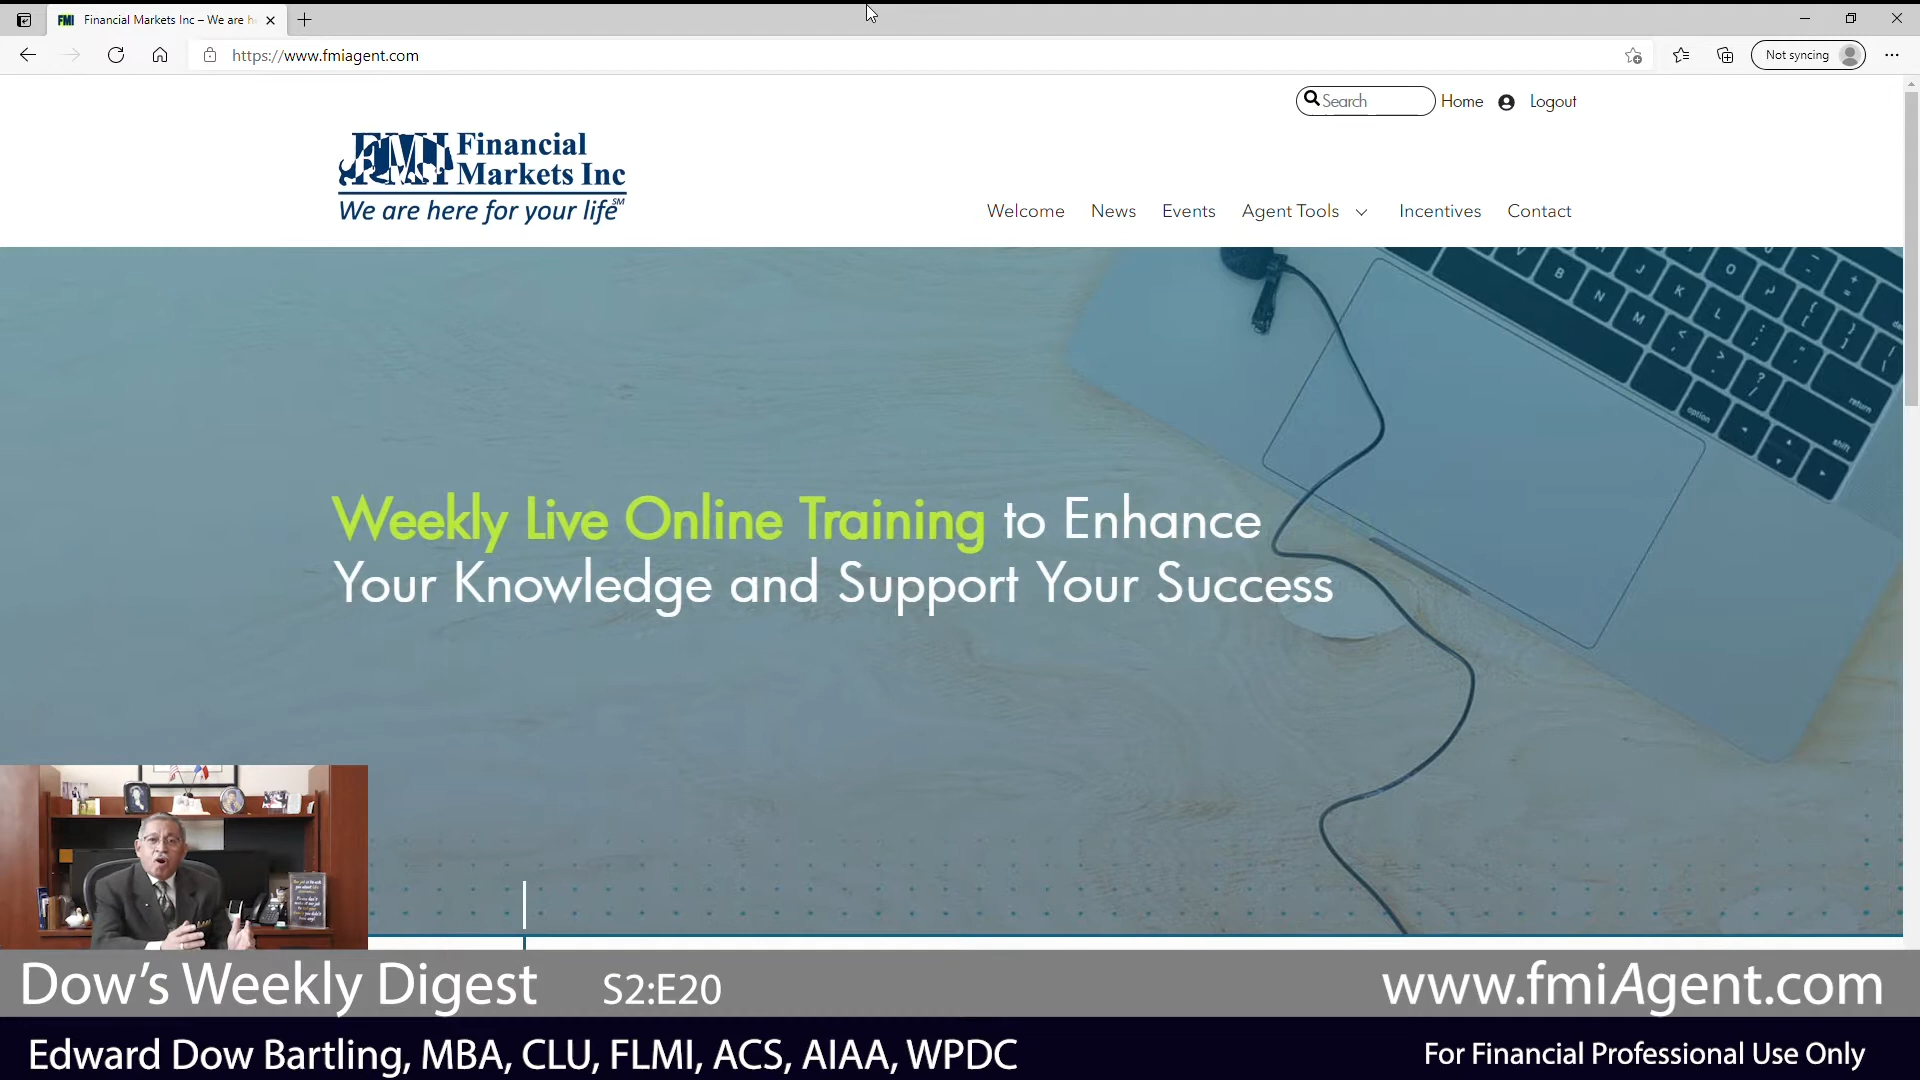 Financial Markets Inc – We are h
https://www.fmiagent.com
Not syncing
Search
Home
Logout
FMI Financial
Markets Inc
We are here for your life SM
Welcome
News
Events
Agent Tools
Incentives
Contact
Weekly Live Online Training to Enhance
Your Knowledge and Support Your Success
Dow's Weekly Digest
S2:E20
www.fmiAgent.com
Edward Dow Bartling, MBA, CLU, FLMI, ACS, AIAA, WPDC
For Financial Professional Use Only